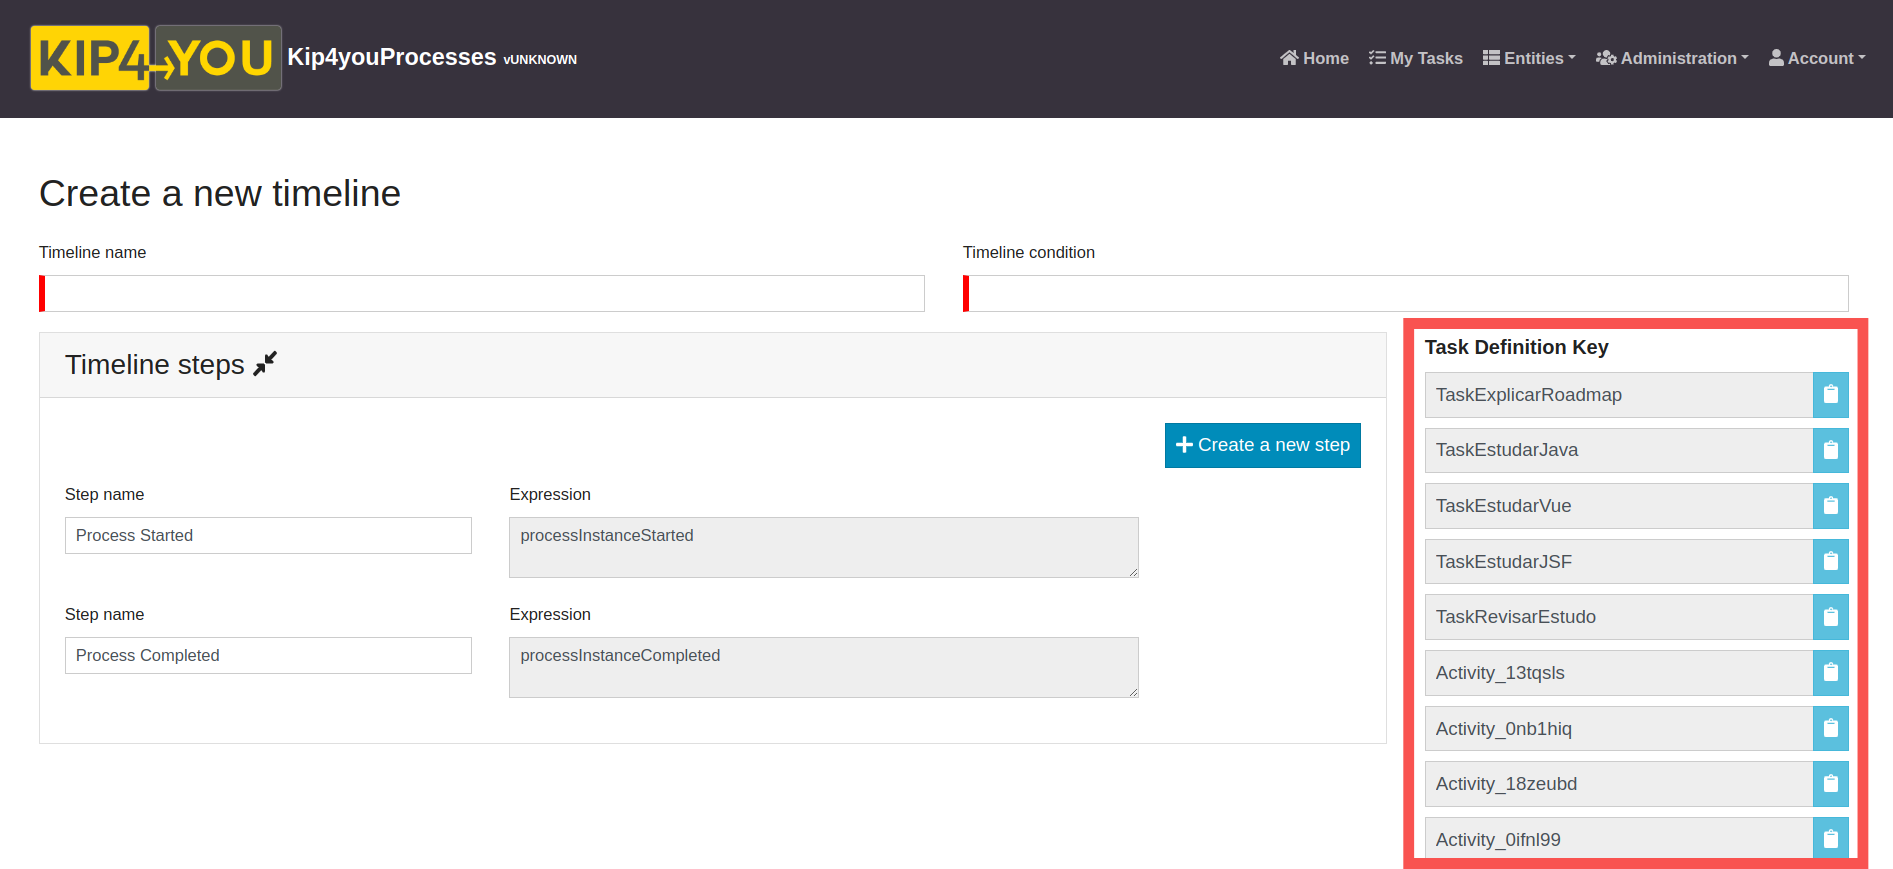 KIP4YOU Kip4youProcesses vUNKNOWN Home My Tasks Entities Administration Account
Create a new timeline
Timeline name Timeline condition
Timeline steps
Create a new step
Step name Expression
Process Started processInstanceStarted
Step name Expression
Process Completed processInstanceCompleted
Task Definition Key
TaskExplicarRoadmap
TaskEstudarJava
TaskEstudarVue
TaskEstudarJSF
TaskRevisarEstudo
Activity_13tqsls
Activity_0nb1hiq
Activity_18zeubd
Activity_0ifnl99